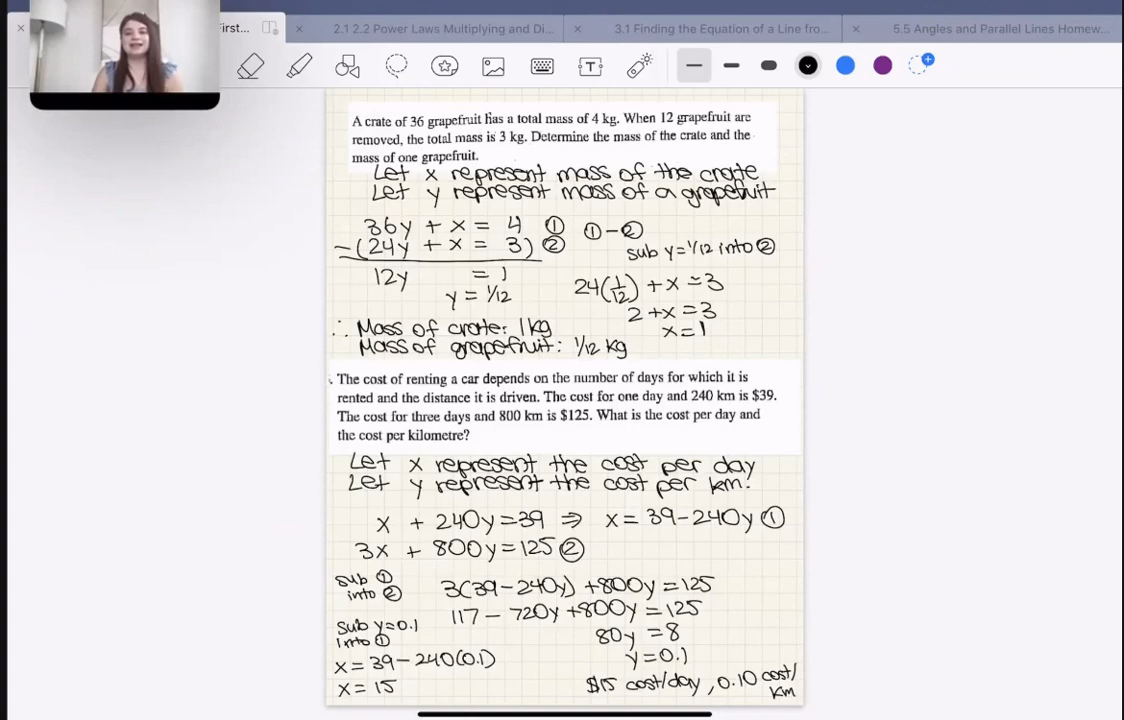 irst...
2.1 2.2 Power Laws Multiplying and Di...
3.1 Finding the Equation of a Line fro...
5.5 Angles and Parallel Lines Homew...
A crate of 36 grapefruit has a total mass of 4 kg. When 12 grapefruit are
removed, the total mass is 3 kg. Determine the mass of the crate and the
mass of one grapefruit.
Let x represent mass of the crate
Let y represent mass of a grapefruit
36y + x = 4 ① ①-②
-(24y + x = 3) ② sub y=1/12 into ②
12y = 1
y = 1/12
24(1/12) + x = 3
2+x=3
x=1
∴ Mass of crate: 1kg
Mass of grapefruit: 1/12 kg
The cost of renting a car depends on the number of days for which it is
rented and the distance it is driven. The cost for one day and 240 km is $39.
The cost for three days and 800 km is $125. What is the cost per day and
the cost per kilometre?
Let x represent the cost per day
Let y represent the cost per km.
x + 240y=39 ⇒ x= 39-240y ①
3x + 800y=125 ②
sub ①
into ②
3(39-240y) +800y=125
117- 720y+800y=125
80y =8
y=0.1
sub y=0.1
into ①
x=39-240(0.1)
x=15
$15 cost/day, 0.10 cost/
km